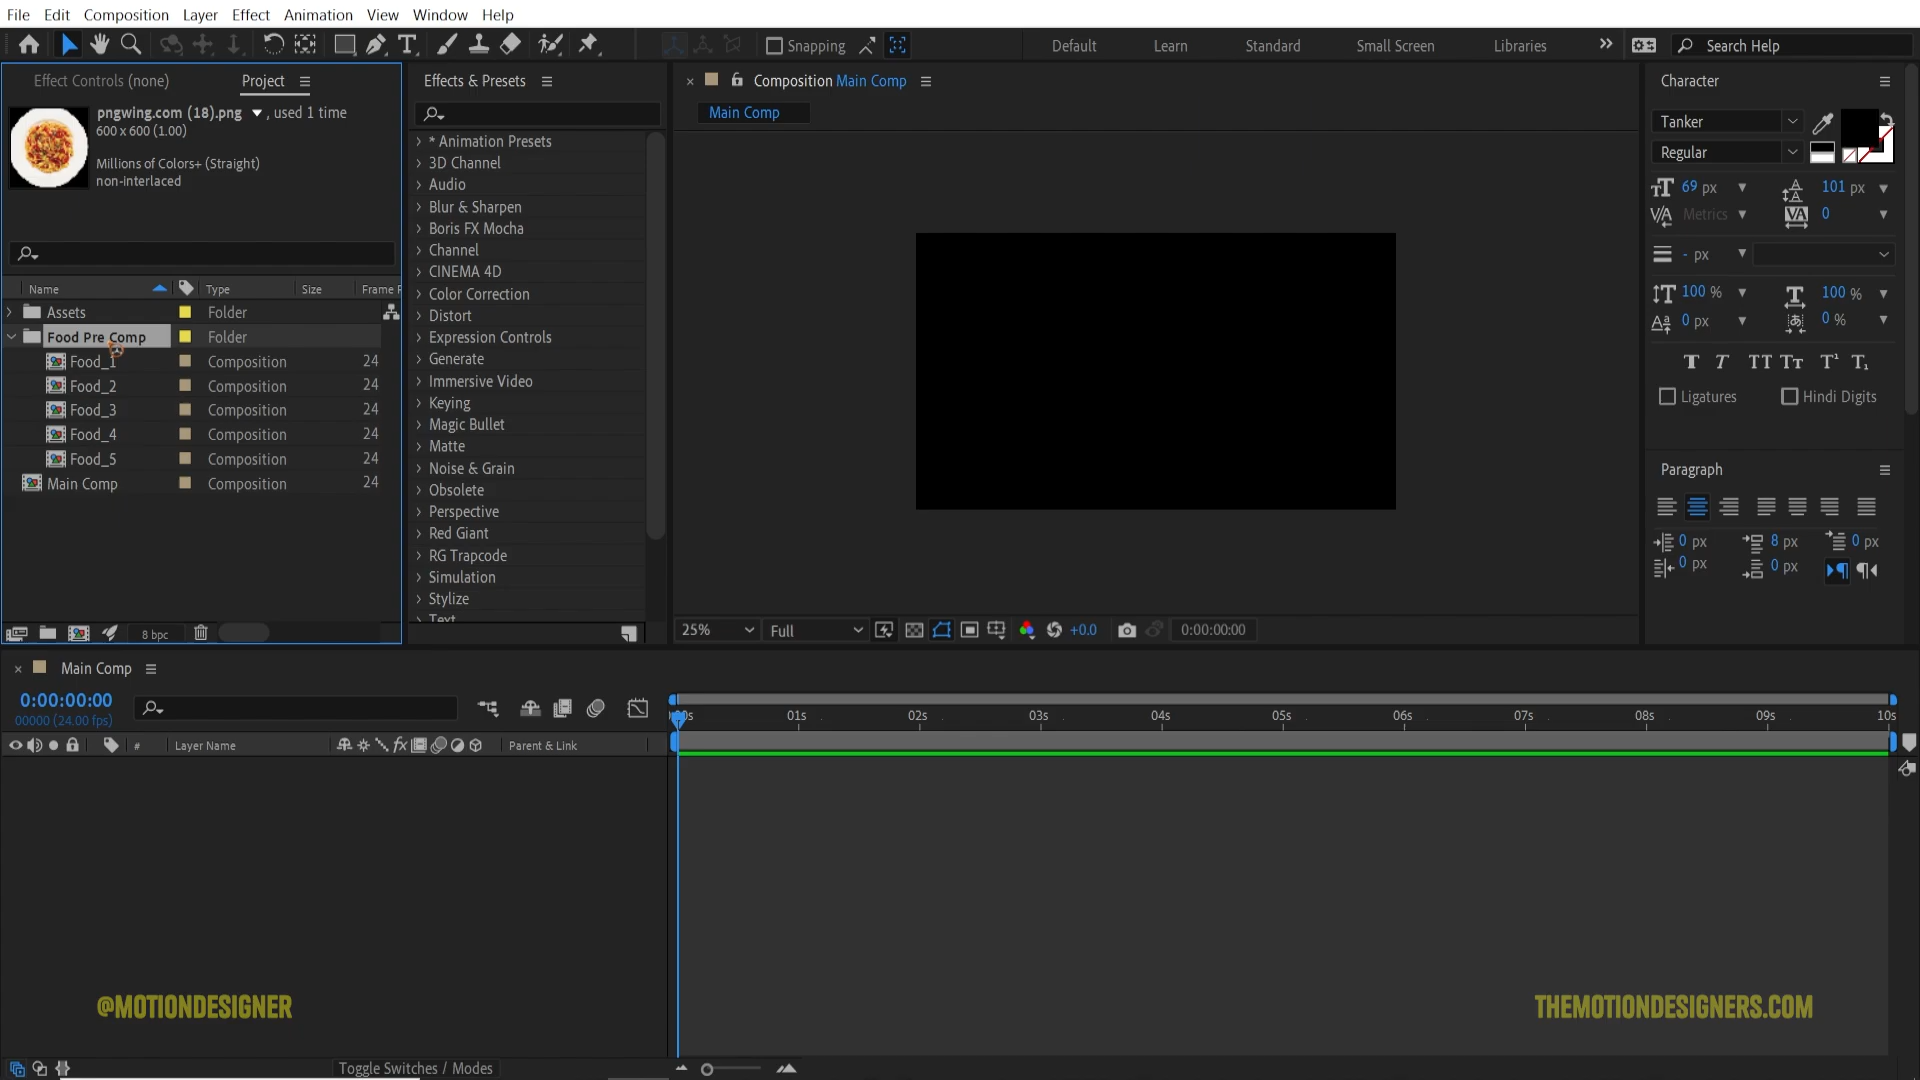 File Edit Composition Layer Effect Animation View Window Help
Snapping
Default Learn Standard Small Screen Libraries
Search Help
Effect Controls (none)
Project
pngwing.com (18).png , used 1 time
600 x 600 (1.00)
Millions of Colors+ (Straight)
non-interlaced
Name Type Size Frame R
Assets Folder
Food Pre Comp Folder
Food_1 Composition 24
Food_2 Composition 24
Food_3 Composition 24
Food_4 Composition 24
Food_5 Composition 24
Main Comp Composition 24
8 bpc
Effects & Presets
* Animation Presets
3D Channel
Audio
Blur & Sharpen
Boris FX Mocha
Channel
CINEMA 4D
Color Correction
Distort
Expression Controls
Generate
Immersive Video
Keying
Magic Bullet
Matte
Noise & Grain
Obsolete
Perspective
Red Giant
RG Trapcode
Simulation
Stylize
Text
Composition Main Comp
Main Comp
25% Full +0.0 0:00:00:00
Character
Tanker
Regular
69 px 101 px
Metrics 0
- px
100 % 100 %
0 px 0 %
T T TT Tт T¹ T₁
Ligatures Hindi Digits
Paragraph
0 px 8 px 0 px
0 px 0 px
Main Comp
0:00:00:00
00000 (24.00 fps)
# Layer Name fx Parent & Link
:00s 01s 02s 03s 04s 05s 06s 07s 08s 09s 10s
@MOTIONDESIGNER
THEMOTIONDESIGNERS.COM
Toggle Switches / Modes